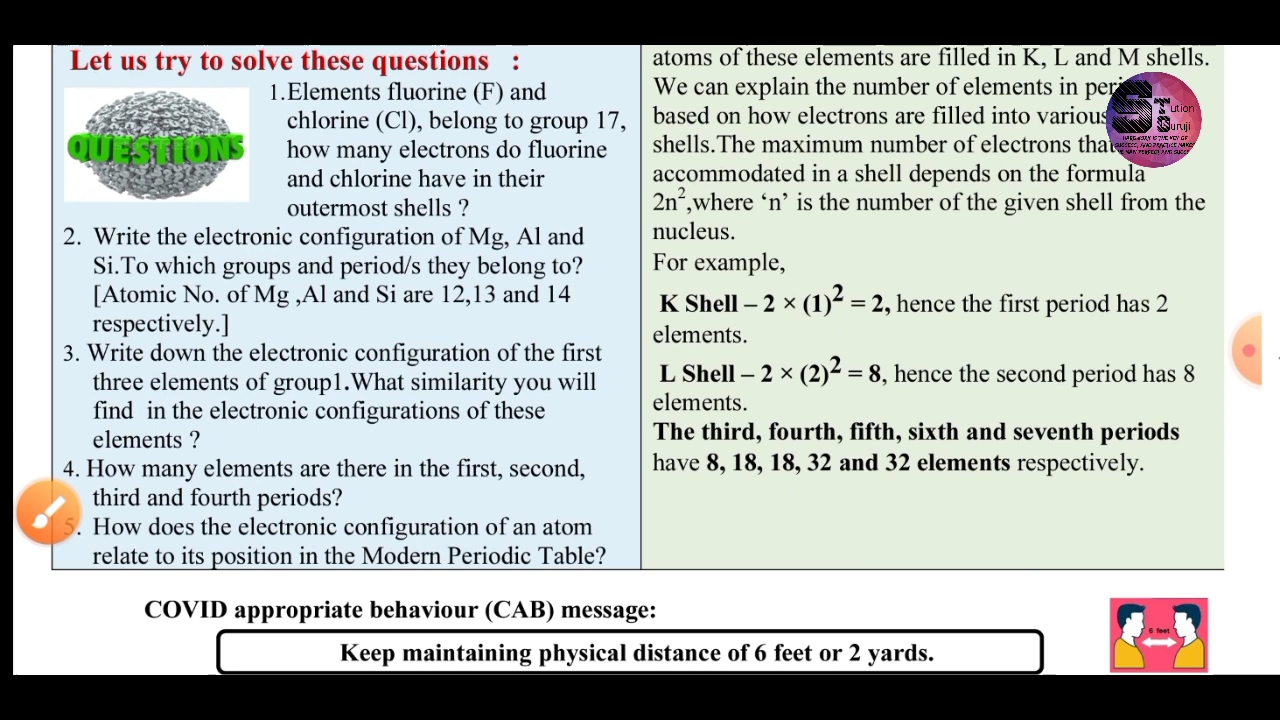 Let us try to solve these questions :
QUESTIONS
1.Elements fluorine (F) and
chlorine (Cl), belong to group 17,
how many electrons do fluorine
and chlorine have in their
outermost shells ?
2. Write the electronic configuration of Mg, Al and
Si.To which groups and period/s they belong to?
[Atomic No. of Mg ,Al and Si are 12,13 and 14
respectively.]
3. Write down the electronic configuration of the first
three elements of group1.What similarity you will
find in the electronic configurations of these
elements ?
4. How many elements are there in the first, second,
third and fourth periods?
5. How does the electronic configuration of an atom
relate to its position in the Modern Periodic Table?
atoms of these elements are filled in K, L and M shells.
We can explain the number of elements in
based on how electrons are filled into various
shells.The maximum number of electrons that
accommodated in a shell depends on the formula
2n²,where ‘n’ is the number of the given shell from the
nucleus.
For example,
K Shell – 2 × (1)² = 2, hence the first period has 2
elements.
L Shell – 2 × (2)² = 8, hence the second period has 8
elements.
The third, fourth, fifth, sixth and seventh periods
have 8, 18, 18, 32 and 32 elements respectively.
STution
Guruji
COVID appropriate behaviour (CAB) message:
Keep maintaining physical distance of 6 feet or 2 yards.
6 feet